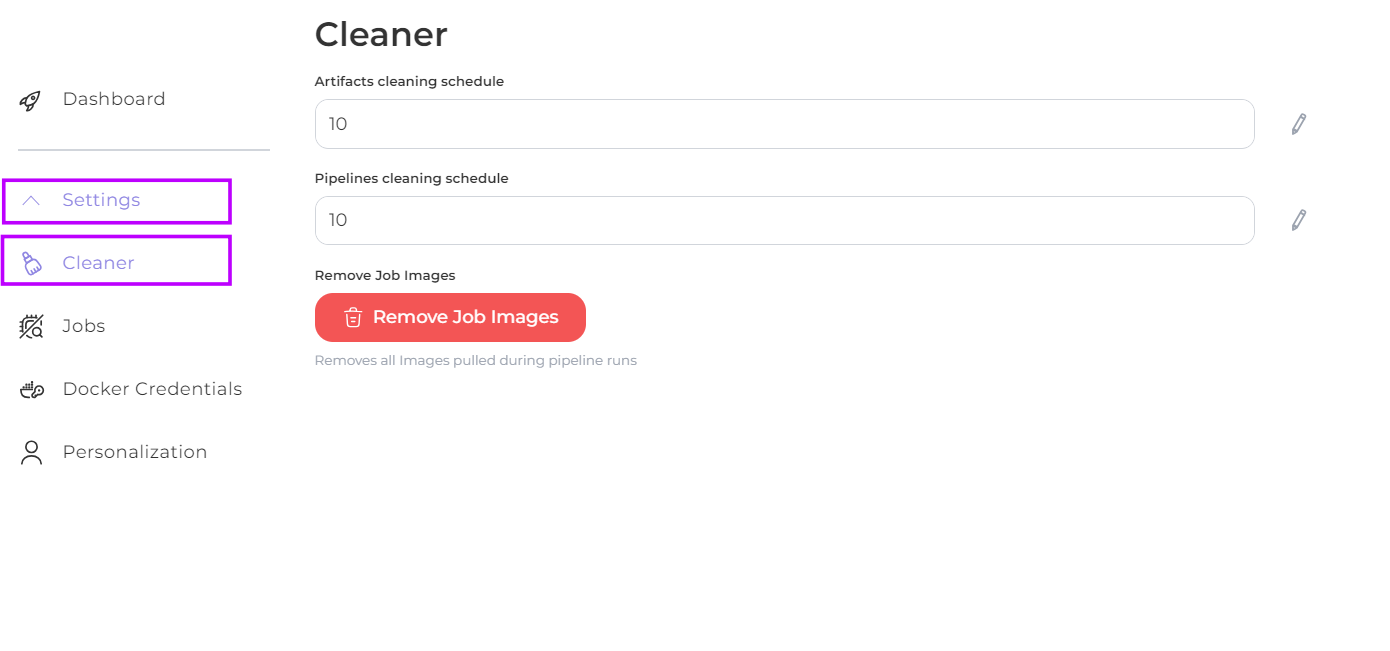 Cleaner
Artifacts cleaning schedule
Dashboard
10
Pipelines cleaning schedule
Settings
10
Cleaner
Remove Job Images
Remove Job Images
Jobs
Removes all Images pulled during pipeline runs
Docker Credentials
Personalization